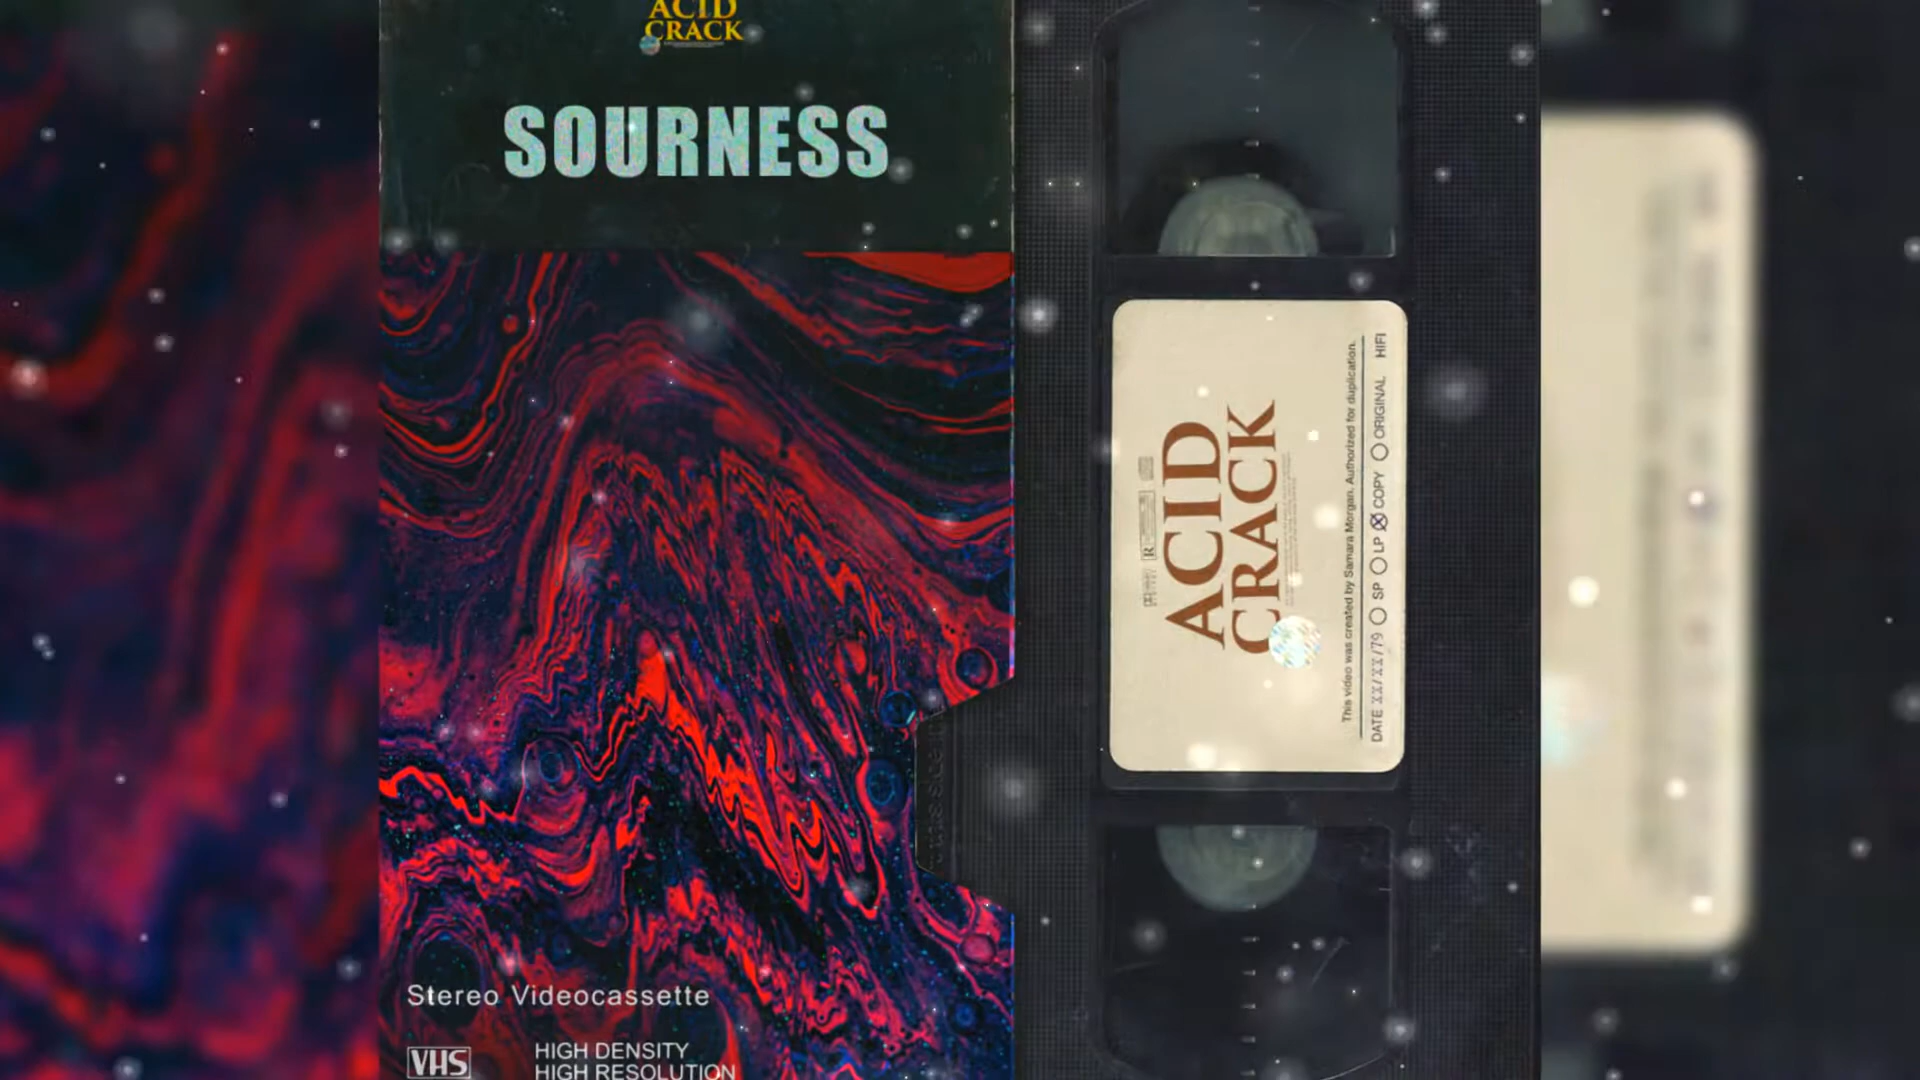 ACID
CRACK
SOURNESS
Stereo Videocassette
VHS
HIGH DENSITY
HIGH RESOLUTION
R
ACID
CRACK
This video was created by Samara Morgan. Authorized for duplication.
DATE XX/XX/79 SP LP COPY ORIGINAL HIFI